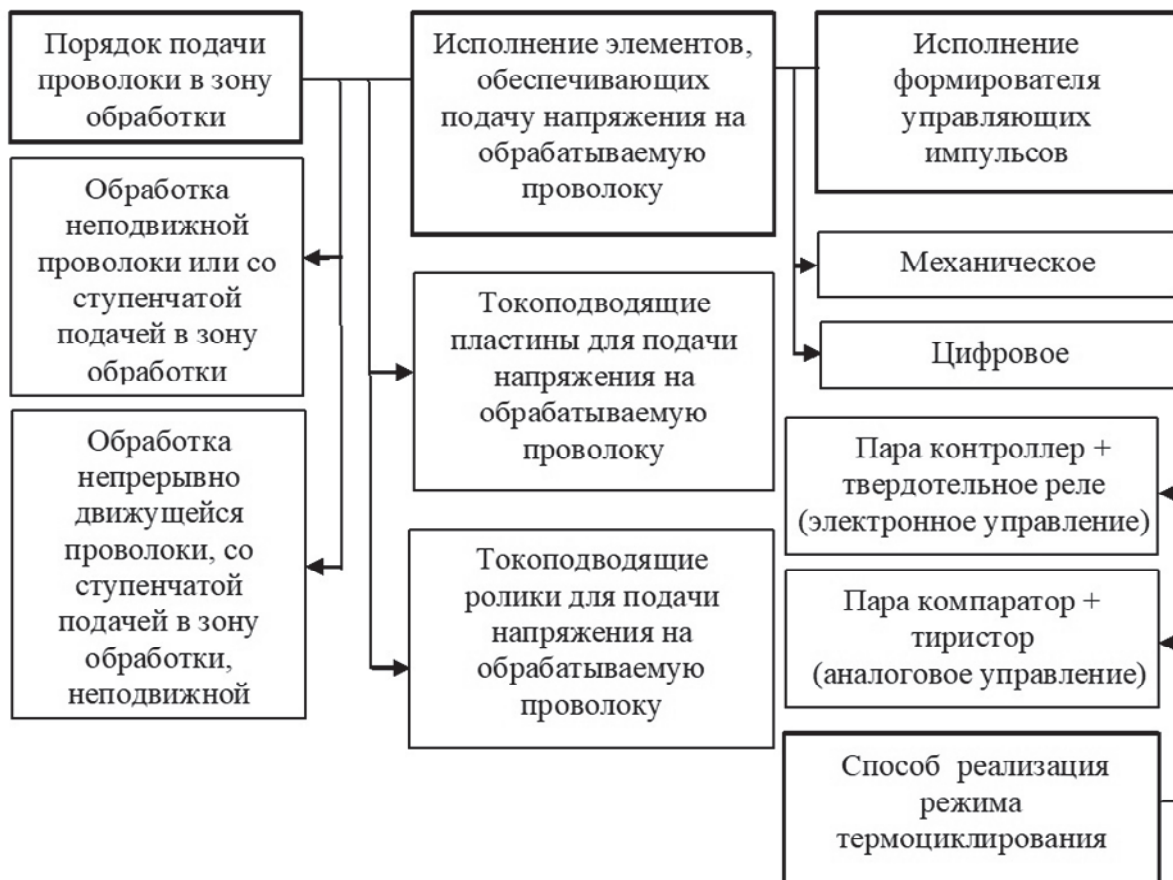 Порядок подачи
проволоки в зону
обработки
Обработка
неподвижной
проволоки или со
ступенчатой
подачей в зону
обработки
Обработка
непрерывно
движущейся
проволоки, со
ступенчатой
подачей в зону
обработки,
неподвижной
Исполнение элементов,
обеспечивающих
подачу напряжения на
обрабатываемую
проволоку
Токоподводящие
пластины для подачи
напряжения на
обрабатываемую
проволоку
Токоподводящие
ролики для подачи
напряжения на
обрабатываемую
проволоку
Исполнение
формирователя
управляющих
импульсов
Механическое
Цифровое
Пара контроллер +
твердотельное реле
(электронное управление)
Пара компаратор +
тиристор
(аналоговое управление)
Способ реализация
режима
термоциклирования